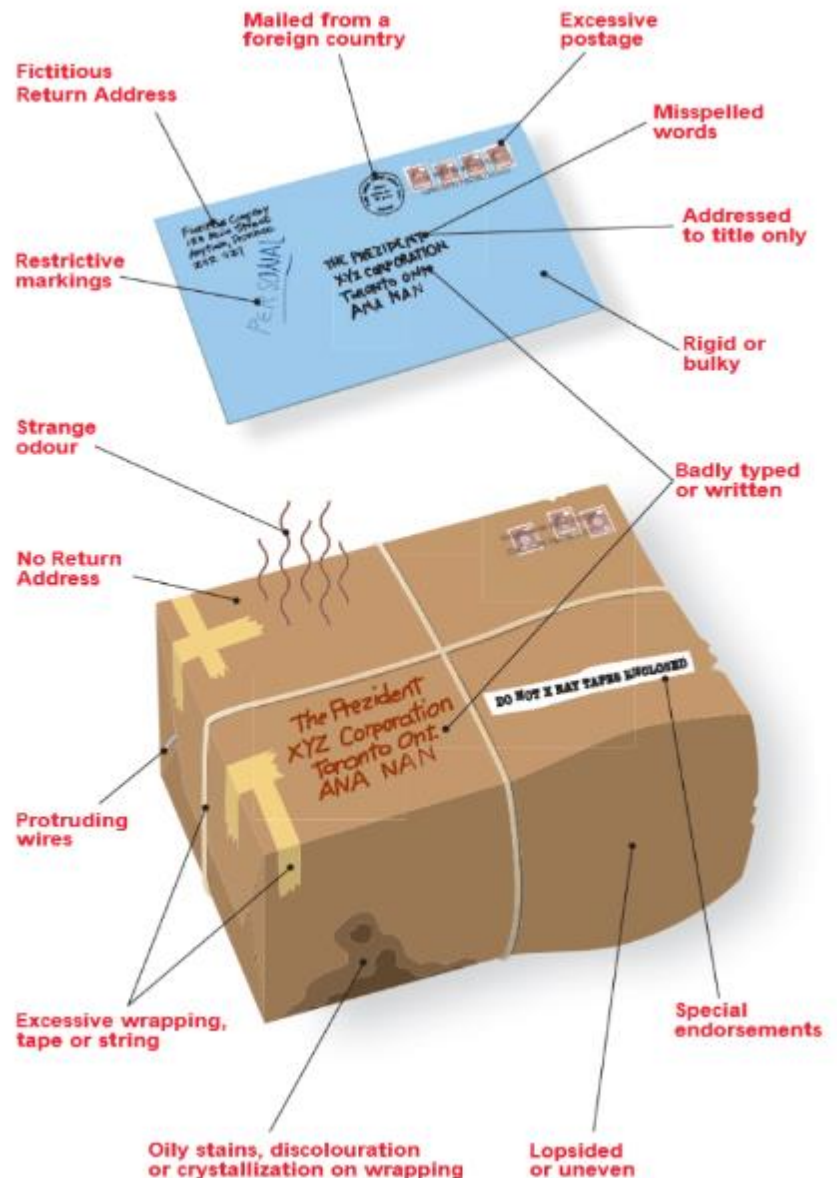 Mailed from a
foreign country
Excessive
postage
Fictitious
Return Address
Misspelled
words
Addressed
to title only
Restrictive
markings
PERSONAL
THE PREZIDENT
XYZ CORPORATION
TORONTO ONT
ANA NAN
Rigid or
bulky
Strange
odour
Badly typed
or written
No Return
Address
DO NOT X RAY TAPES ENCLOSED
The Prezident
XYZ Corporation
Toronto Ont.
ANA NAN
Protruding
wires
Excessive wrapping,
tape or string
Special
endorsements
Oily stains, discolouration
or crystallization on wrapping
Lopsided
or uneven